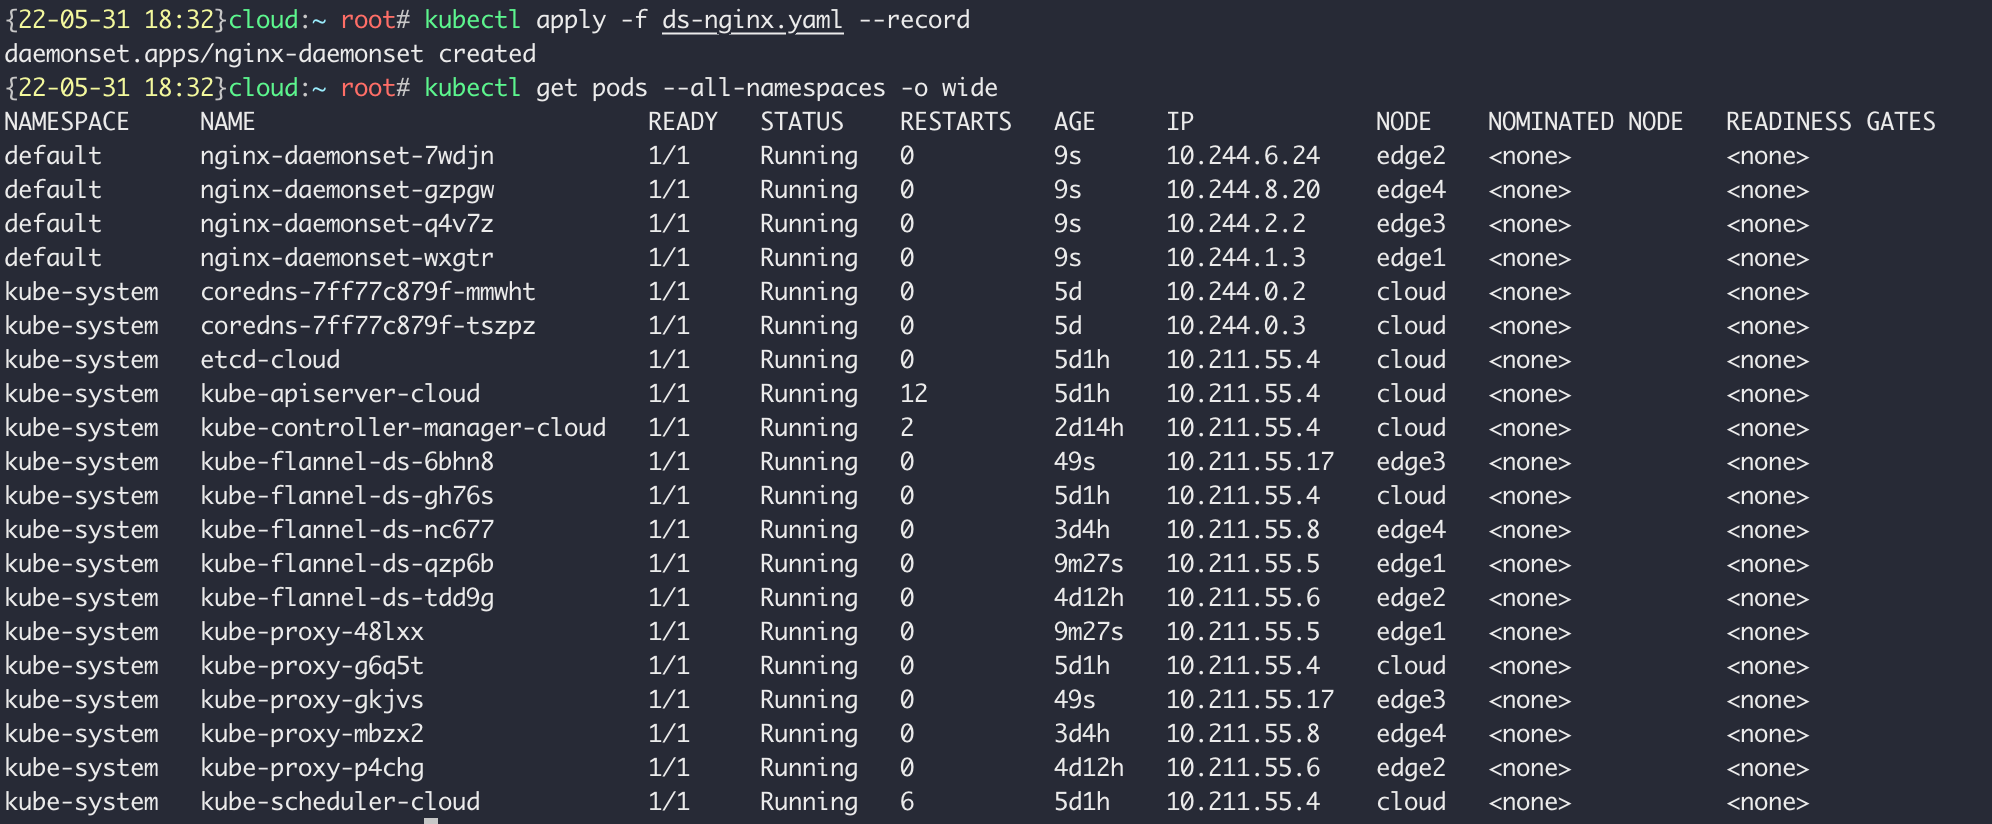 {22-05-31 18:32}cloud:~ root# kubectl apply -f ds-nginx.yaml --record
daemonset.apps/nginx-daemonset created
{22-05-31 18:32}cloud:~ root# kubectl get pods --all-namespaces -o wide
NAMESPACE     NAME                            READY   STATUS    RESTARTS   AGE     IP             NODE    NOMINATED NODE   READINESS GATES
default       nginx-daemonset-7wdjn           1/1     Running   0          9s      10.244.6.24    edge2   <none>           <none>
default       nginx-daemonset-gzpgw           1/1     Running   0          9s      10.244.8.20    edge4   <none>           <none>
default       nginx-daemonset-q4v7z           1/1     Running   0          9s      10.244.2.2     edge3   <none>           <none>
default       nginx-daemonset-wxgtr           1/1     Running   0          9s      10.244.1.3     edge1   <none>           <none>
kube-system   coredns-7ff77c879f-mmwht        1/1     Running   0          5d      10.244.0.2     cloud   <none>           <none>
kube-system   coredns-7ff77c879f-tszpz        1/1     Running   0          5d      10.244.0.3     cloud   <none>           <none>
kube-system   etcd-cloud                      1/1     Running   0          5d1h    10.211.55.4    cloud   <none>           <none>
kube-system   kube-apiserver-cloud            1/1     Running   12         5d1h    10.211.55.4    cloud   <none>           <none>
kube-system   kube-controller-manager-cloud   1/1     Running   2          2d14h   10.211.55.4    cloud   <none>           <none>
kube-system   kube-flannel-ds-6bhn8           1/1     Running   0          49s     10.211.55.17   edge3   <none>           <none>
kube-system   kube-flannel-ds-gh76s           1/1     Running   0          5d1h    10.211.55.4    cloud   <none>           <none>
kube-system   kube-flannel-ds-nc677           1/1     Running   0          3d4h    10.211.55.8    edge4   <none>           <none>
kube-system   kube-flannel-ds-qzp6b           1/1     Running   0          9m27s   10.211.55.5    edge1   <none>           <none>
kube-system   kube-flannel-ds-tdd9g           1/1     Running   0          4d12h   10.211.55.6    edge2   <none>           <none>
kube-system   kube-proxy-48lxx                1/1     Running   0          9m27s   10.211.55.5    edge1   <none>           <none>
kube-system   kube-proxy-g6q5t                1/1     Running   0          5d1h    10.211.55.4    cloud   <none>           <none>
kube-system   kube-proxy-gkjvs                1/1     Running   0          49s     10.211.55.17   edge3   <none>           <none>
kube-system   kube-proxy-mbzx2                1/1     Running   0          3d4h    10.211.55.8    edge4   <none>           <none>
kube-system   kube-proxy-p4chg                1/1     Running   0          4d12h   10.211.55.6    edge2   <none>           <none>
kube-system   kube-scheduler-cloud            1/1     Running   6          5d1h    10.211.55.4    cloud   <none>           <none>